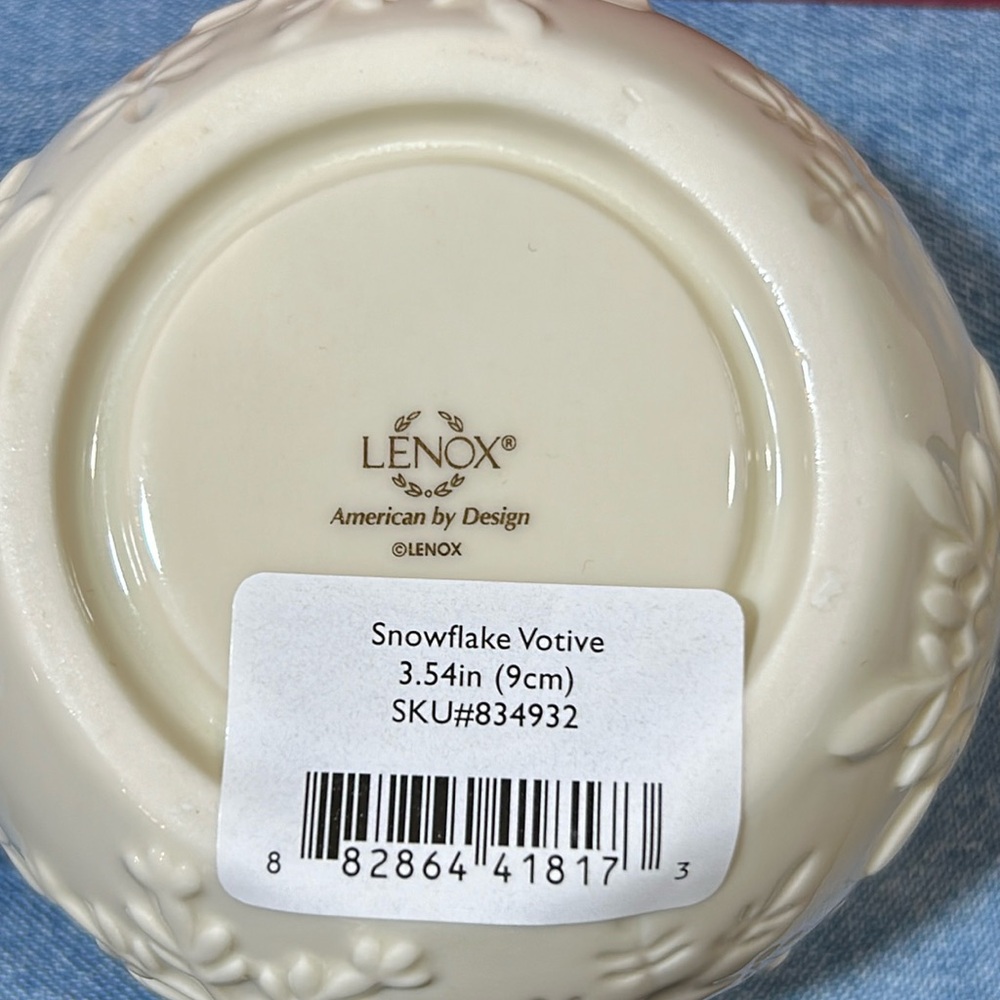 LENOX®
American by Design
©LENOX
Snowflake Votive
3.54in (9cm)
SKU#834932
8 82864 41817 3